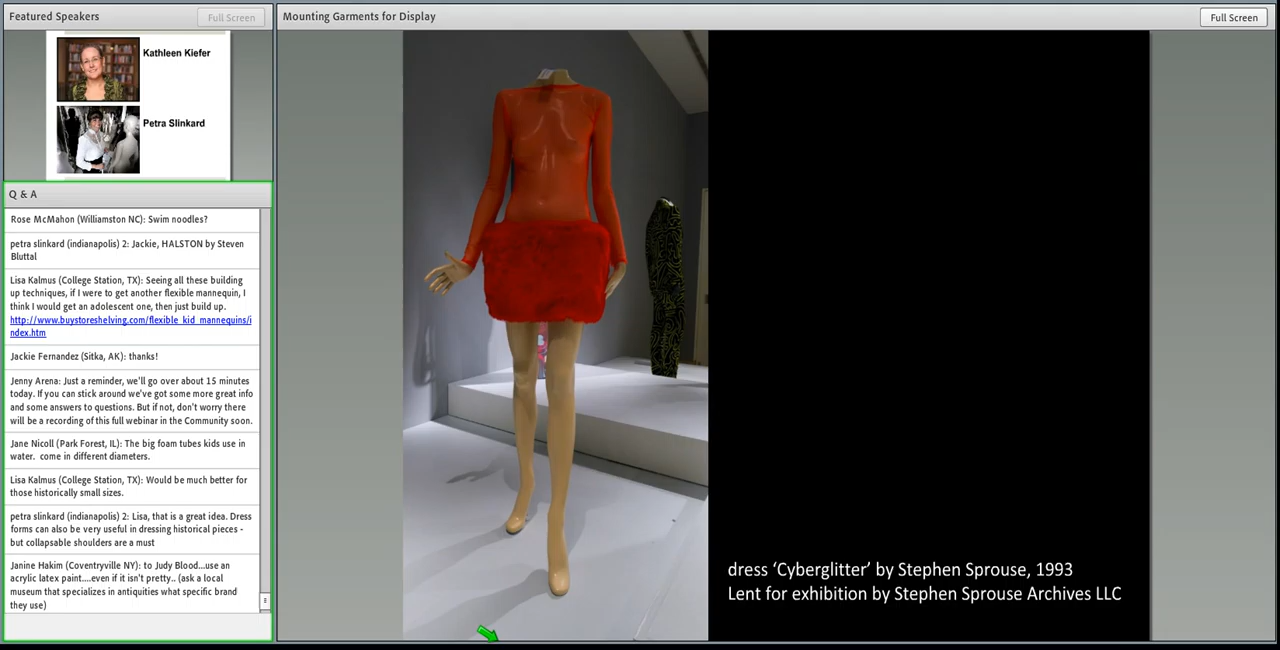 Featured Speakers
Full Screen
Kathleen Kiefer
Petra Slinkard
Q & A
Rose McMahon (Williamston NC): Swim noodles?
petra slinkard (indianapolis) 2: Jackie, HALSTON by Steven
Bluttal
Lisa Kalmus (College Station, TX): Seeing all these building
up techniques, if I were to get another flexible mannequin, I
think I would get an adolescent one, then just build up.
http://www.buystoreshelving.com/flexible_kid_mannequins/i
ndex.htm
Jackie Fernandez (Sitka, AK): thanks!
Jenny Arena: Just a reminder, we'll go over about 15 minutes
today. If you can stick around we've got some more great info
and some answers to questions. But if not, don't worry there
will be a recording of this full webinar in the Community soon.
Jane Nicoll (Park Forest, IL): The big foam tubes kids use in
water. come in different diameters.
Lisa Kalmus (College Station, TX): Would be much better for
those historically small sizes.
petra slinkard (indianapolis) 2: Lisa, that is a great idea. Dress
forms can also be very useful in dressing historical pieces -
but collapsable shoulders are a must
Janine Hakim (Coventryville NY): to Judy Blood...use an
acrylic latex paint....even if it isn't pretty.. (ask a local
museum that specializes in antiquities what specific brand
they use)
Mounting Garments for Display
Full Screen
dress ‘Cyberglitter’ by Stephen Sprouse, 1993
Lent for exhibition by Stephen Sprouse Archives LLC